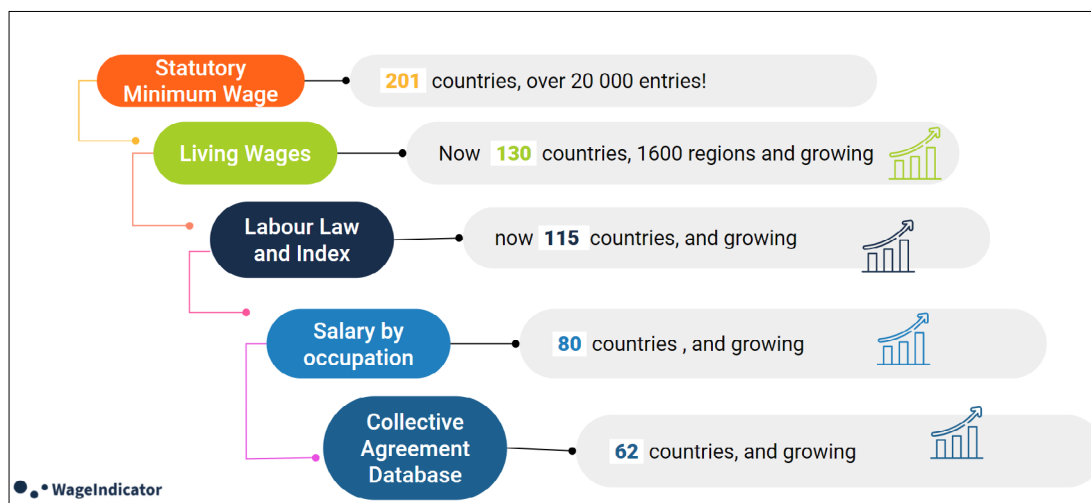 Statutory
Minimum Wage
201 countries, over 20 000 entries!
Living Wages
Now 130 countries, 1600 regions and growing
Labour Law
and Index
now 115 countries, and growing
Salary by
occupation
80 countries , and growing
Collective
Agreement
Database
62 countries, and growing
WageIndicator